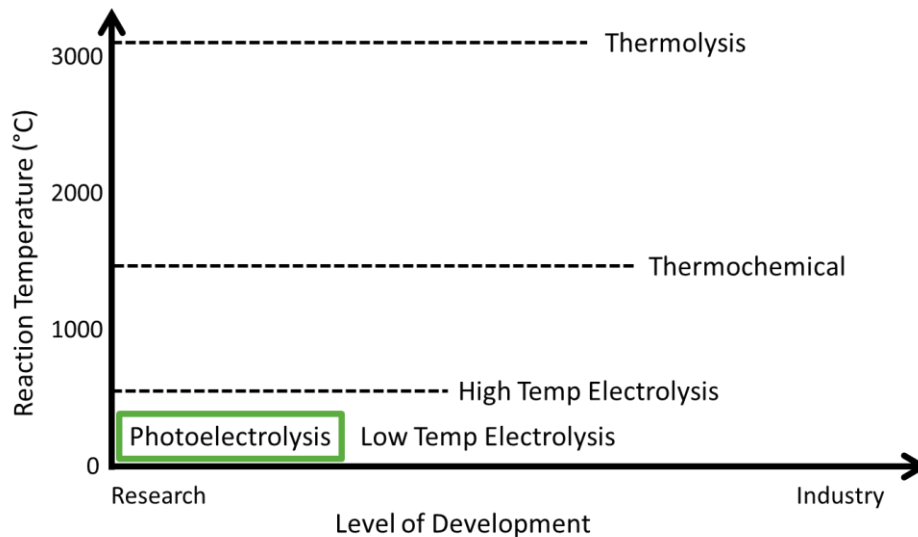 3000
Thermolysis
2000
Thermochemical
1000
High Temp Electrolysis
Photoelectrolysis Low Temp Electrolysis
0
Research Industry
Level of Development
Reaction Temperature (°C)